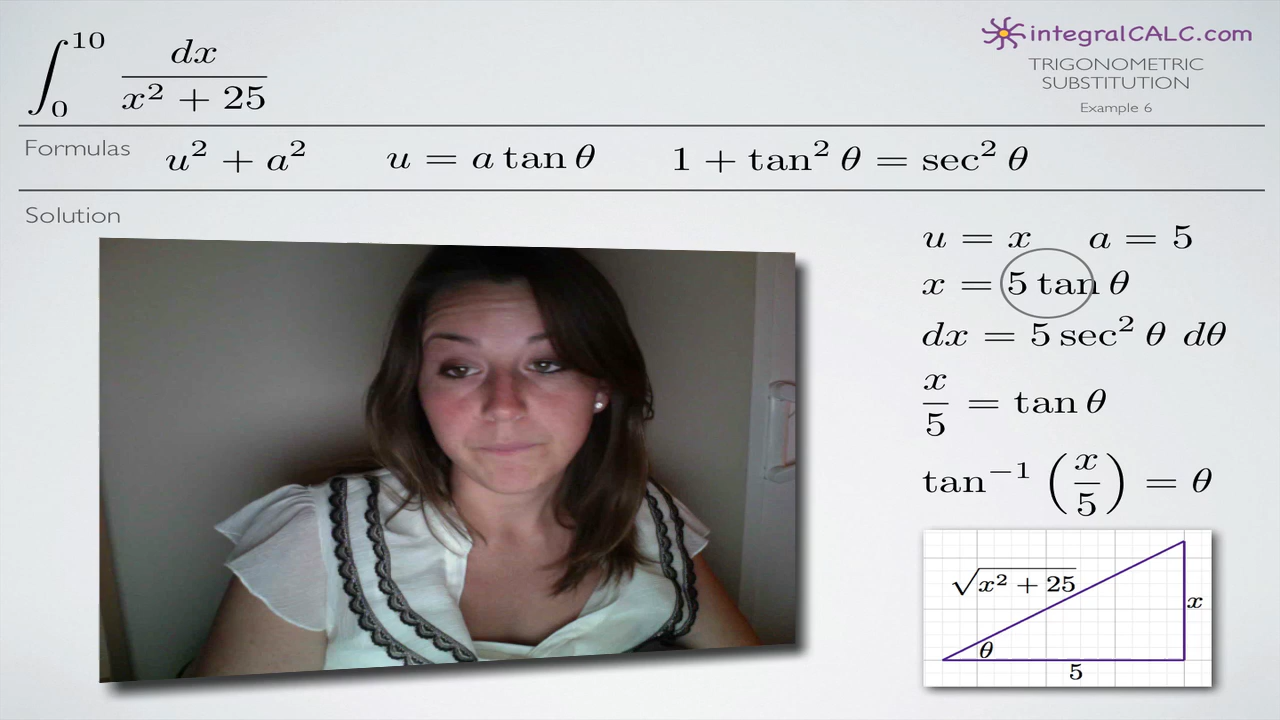 ∫₀¹⁰ dx / (x² + 25)
integralCALC.com
TRIGONOMETRIC
SUBSTITUTION
Example 6
Formulas u² + a² u = a tan θ 1 + tan² θ = sec² θ
Solution
u = x a = 5
x = 5 tan θ
dx = 5 sec² θ dθ
x/5 = tan θ
tan⁻¹ (x/5) = θ
√(x² + 25)
x
θ
5